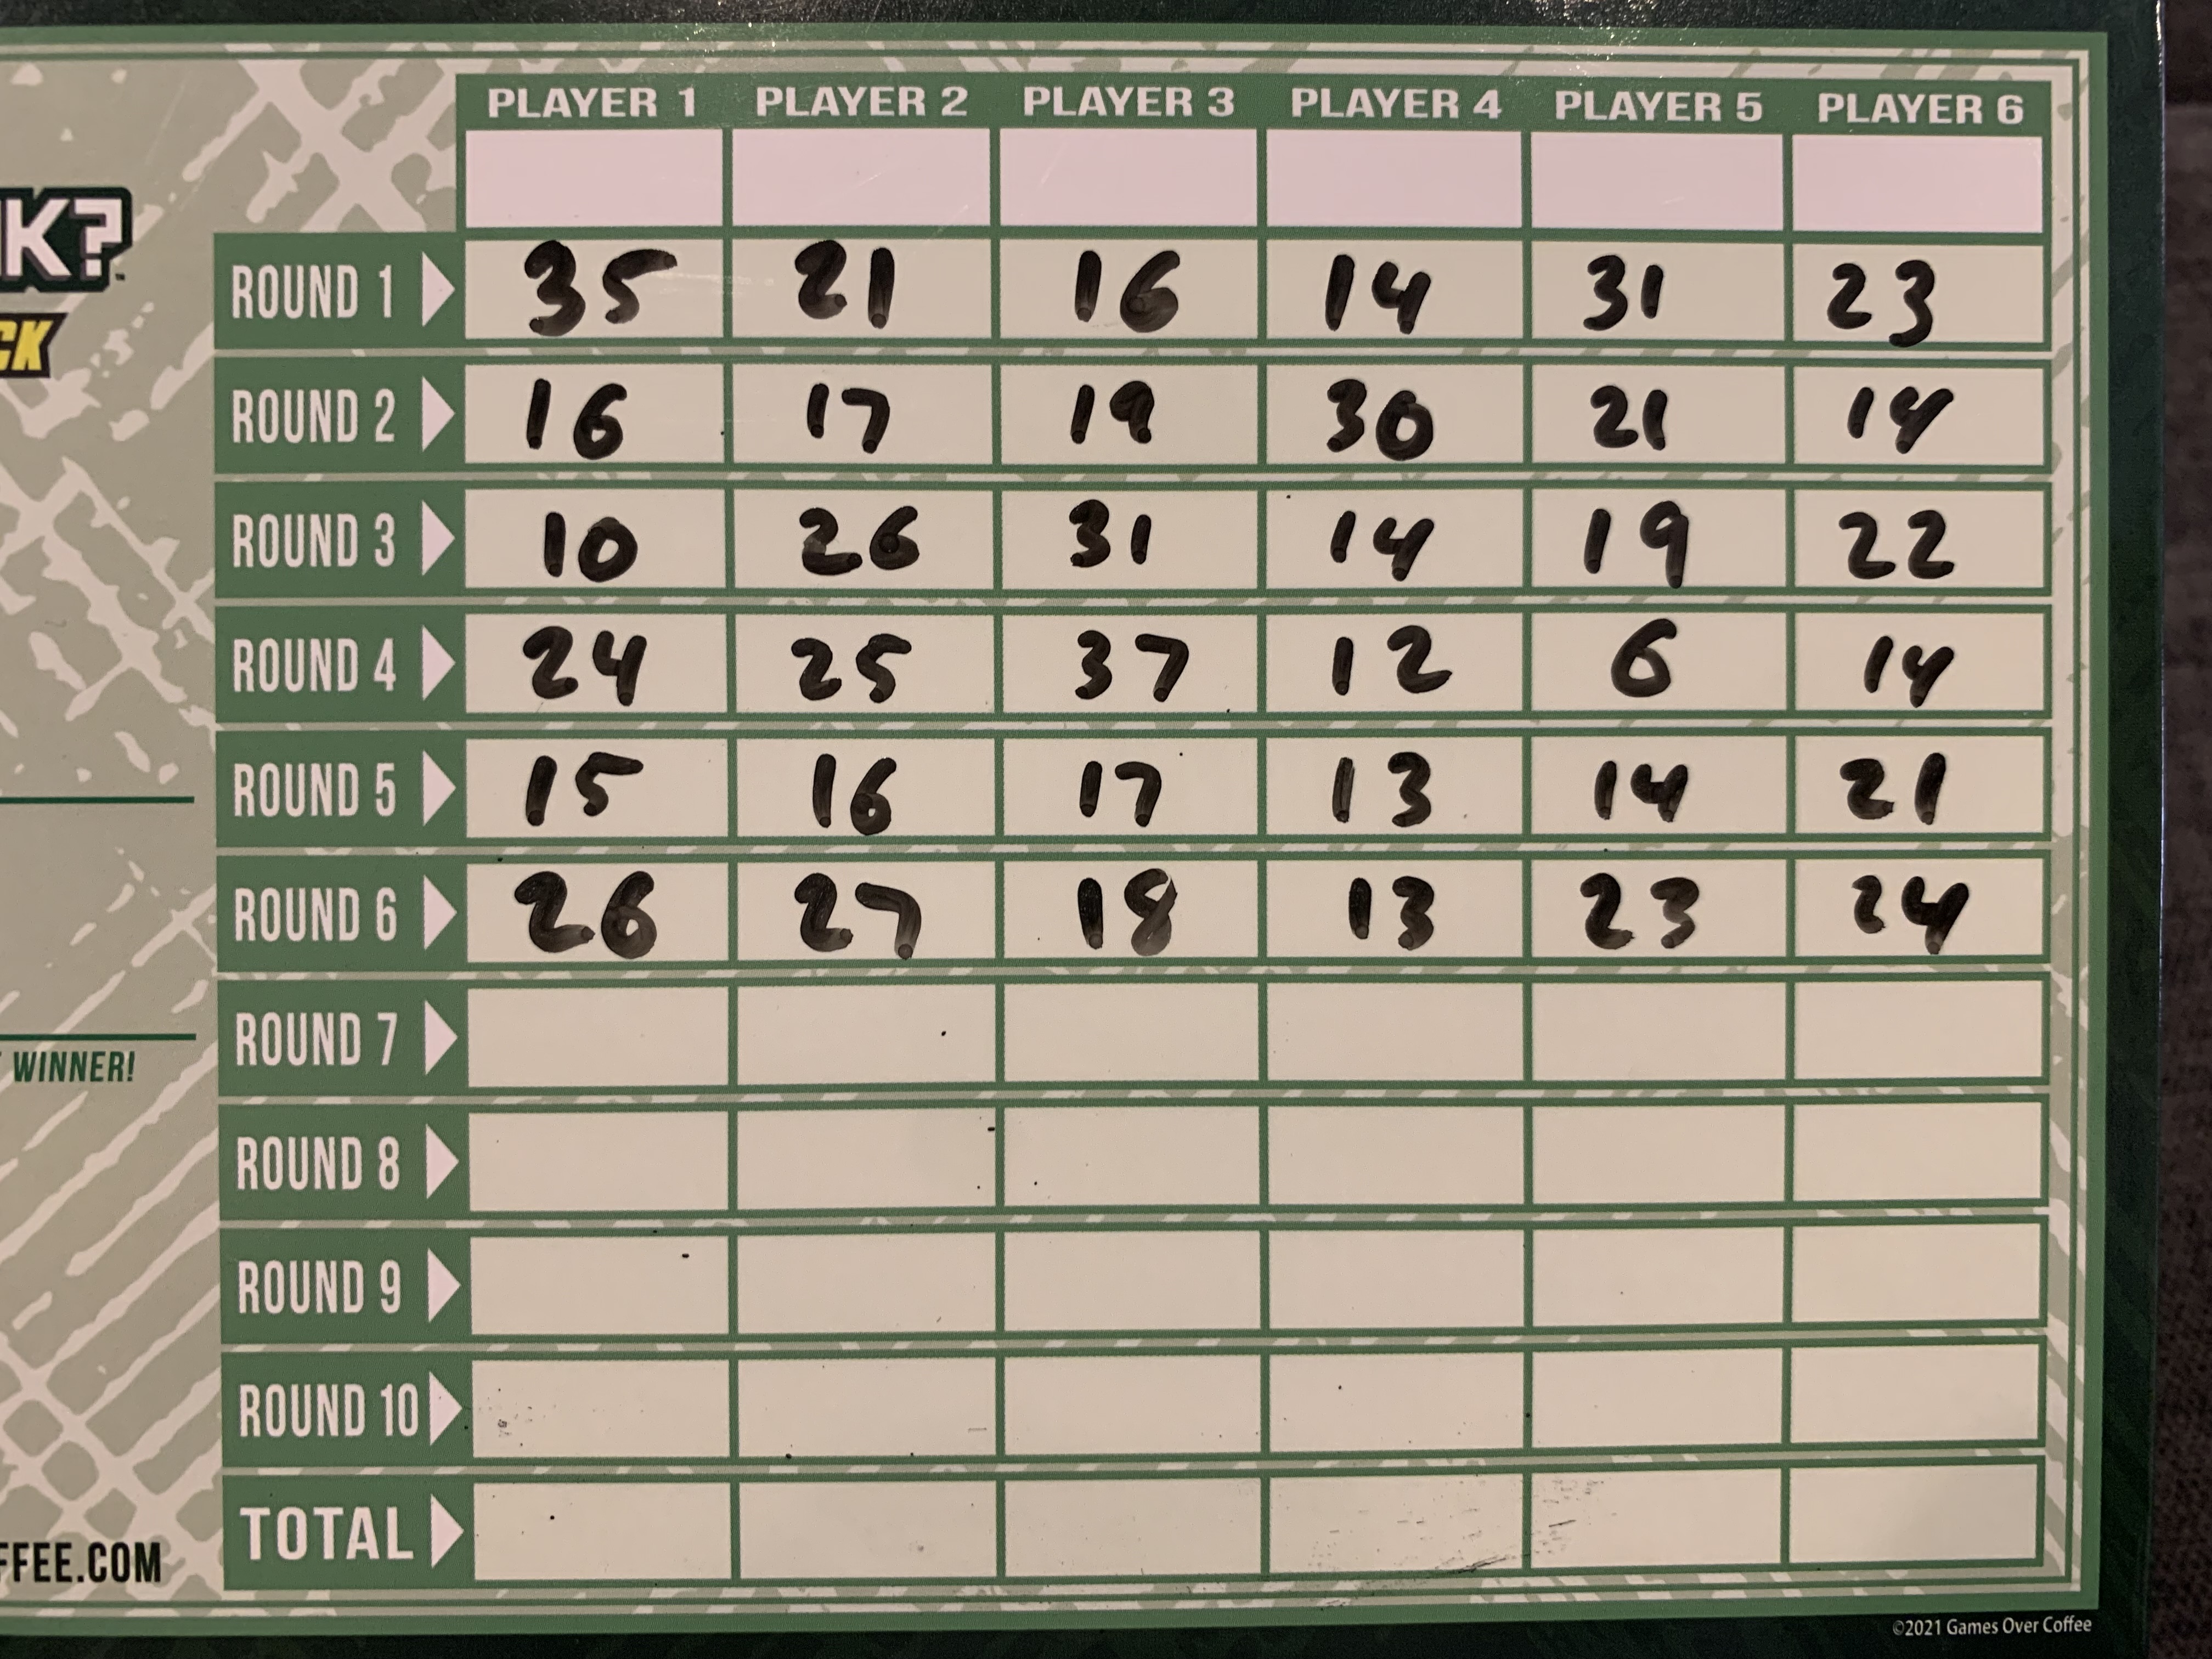 PLAYER 1 PLAYER 2 PLAYER 3 PLAYER 4 PLAYER 5 PLAYER 6
K?™
CK
ROUND 1 35 21 16 14 31 23
ROUND 2 16 17 19 30 21 14
ROUND 3 10 26 31 14 19 22
ROUND 4 24 25 37 12 6 14
ROUND 5 15 16 17 13 14 21
ROUND 6 26 27 18 13 23 24
ROUND 7
WINNER!
ROUND 8
ROUND 9
ROUND 10
TOTAL
FFEE.COM
©2021 Games Over Coffee